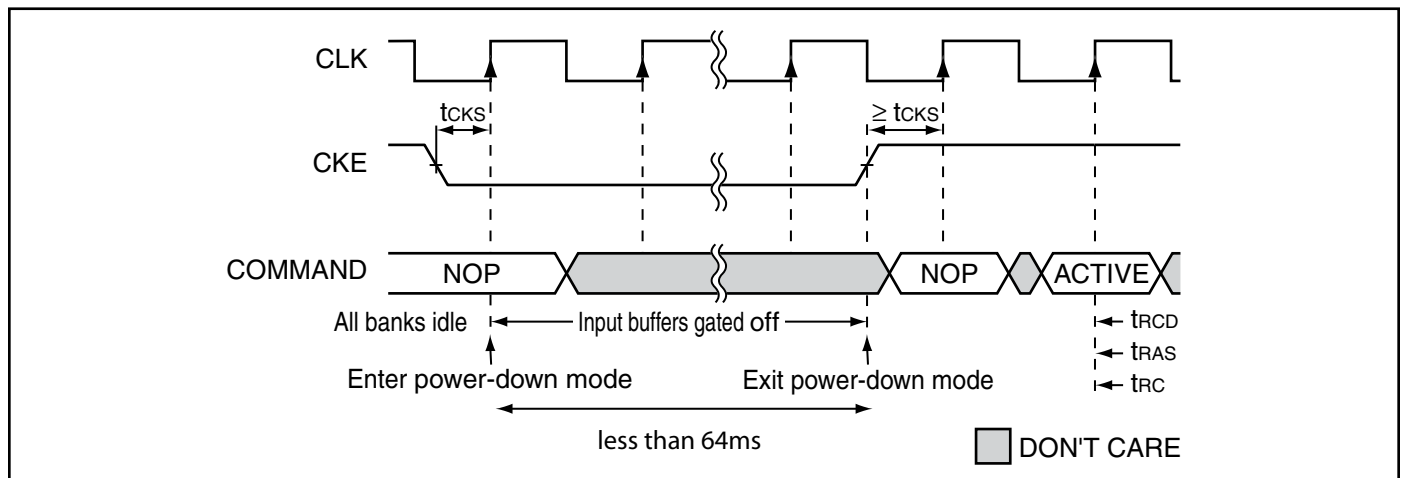 CLK
tCKS
≥ tCKS
CKE
COMMAND
NOP
NOP
ACTIVE
All banks idle
Input buffers gated off
tRCD
tRAS
Enter power-down mode
Exit power-down mode
tRC
less than 64ms
DON'T CARE